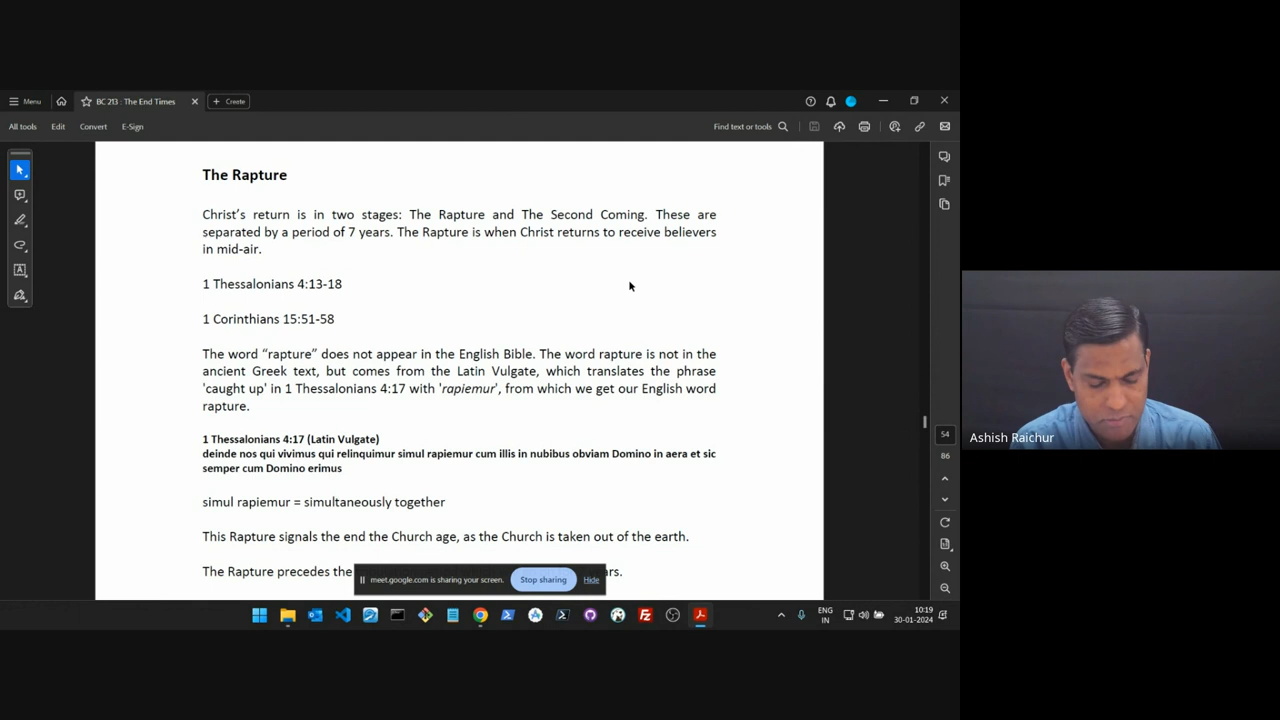 Menu
BC 213 : The End Times
Create
All tools
Edit
Convert
E-Sign
Find text or tools
The Rapture
Christ's return is in two stages: The Rapture and The Second Coming. These are
separated by a period of 7 years. The Rapture is when Christ returns to receive believers
in mid-air.
1 Thessalonians 4:13-18
1 Corinthians 15:51-58
The word “rapture” does not appear in the English Bible. The word rapture is not in the
ancient Greek text, but comes from the Latin Vulgate, which translates the phrase
'caught up' in 1 Thessalonians 4:17 with 'rapiemur', from which we get our English word
rapture.
1 Thessalonians 4:17 (Latin Vulgate)
deinde nos qui vivimus qui relinquimur simul rapiemur cum illis in nubibus obviam Domino in aera et sic
semper cum Domino erimus
simul rapiemur = simultaneously together
This Rapture signals the end the Church age, as the Church is taken out of the earth.
The Rapture precedes the
meet.google.com is sharing your screen.
Stop sharing
Hide
54
86
Ashish Raichur
ENG
IN
10:19
30-01-2024